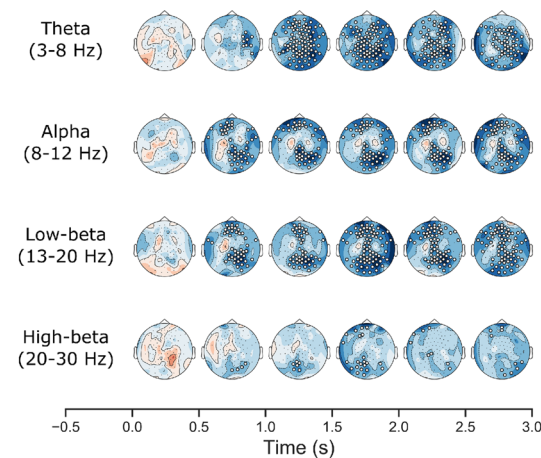 Theta
(3-8 Hz)
Alpha
(8-12 Hz)
Low-beta
(13-20 Hz)
High-beta
(20-30 Hz)
−0.5 0.0 0.5 1.0 1.5 2.0 2.5 3.0
Time (s)